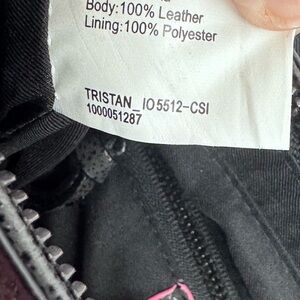 Body:100% Leather
Lining:100% Polyester
TRISTAN_IO5512-CSI
1000051287